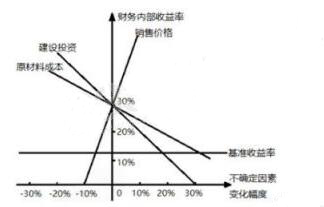 财务内部收益率
销售价格
建设投资
原材料成本
30%
20%
基准收益率
10%
不确定因素
-30% -20% -10% 0 10% 20% 30% 变化幅度